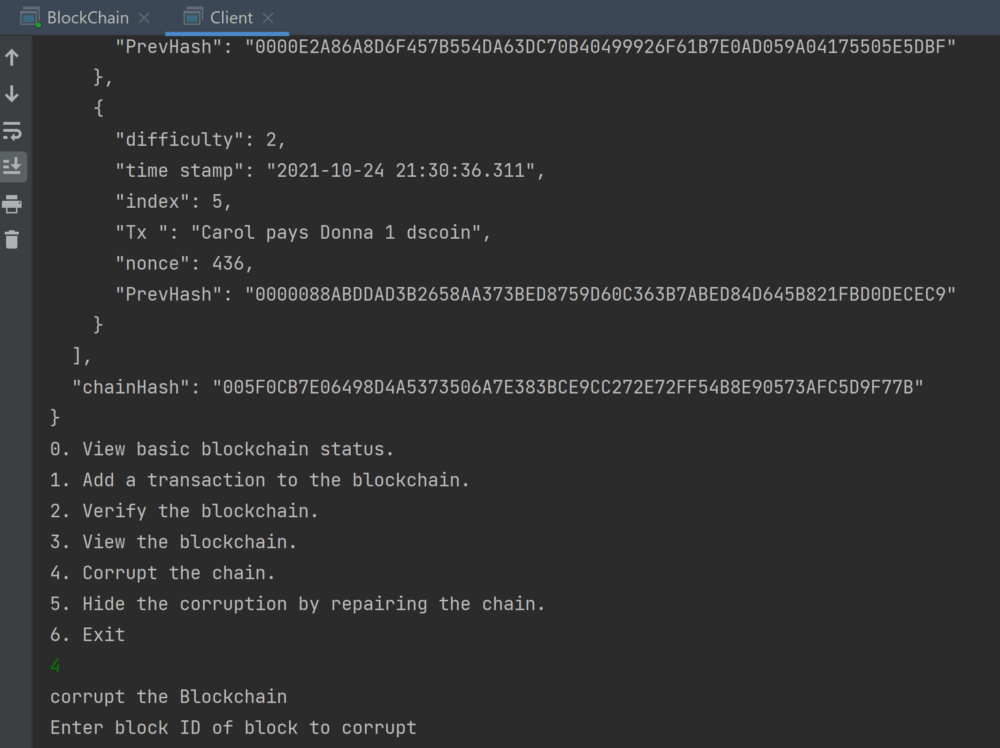 BlockChain Client
"PrevHash": "0000E2A86A8D6F457B554DA63DC70B40499926F61B7E0AD059A04175505E5DBF"
},
{
"difficulty": 2,
"time stamp": "2021-10-24 21:30:36.311",
"index": 5,
"Tx ": "Carol pays Donna 1 dscoin",
"nonce": 436,
"PrevHash": "0000088ABDDAD3B2658AA373BED8759D60C363B7ABED84D645B821FBD0DECEC9"
}
],
"chainHash": "005F0CB7E06498D4A5373506A7E383BCE9CC272E72FF54B8E90573AFC5D9F77B"
}
0. View basic blockchain status.
1. Add a transaction to the blockchain.
2. Verify the blockchain.
3. View the blockchain.
4. Corrupt the chain.
5. Hide the corruption by repairing the chain.
6. Exit
4
corrupt the Blockchain
Enter block ID of block to corrupt